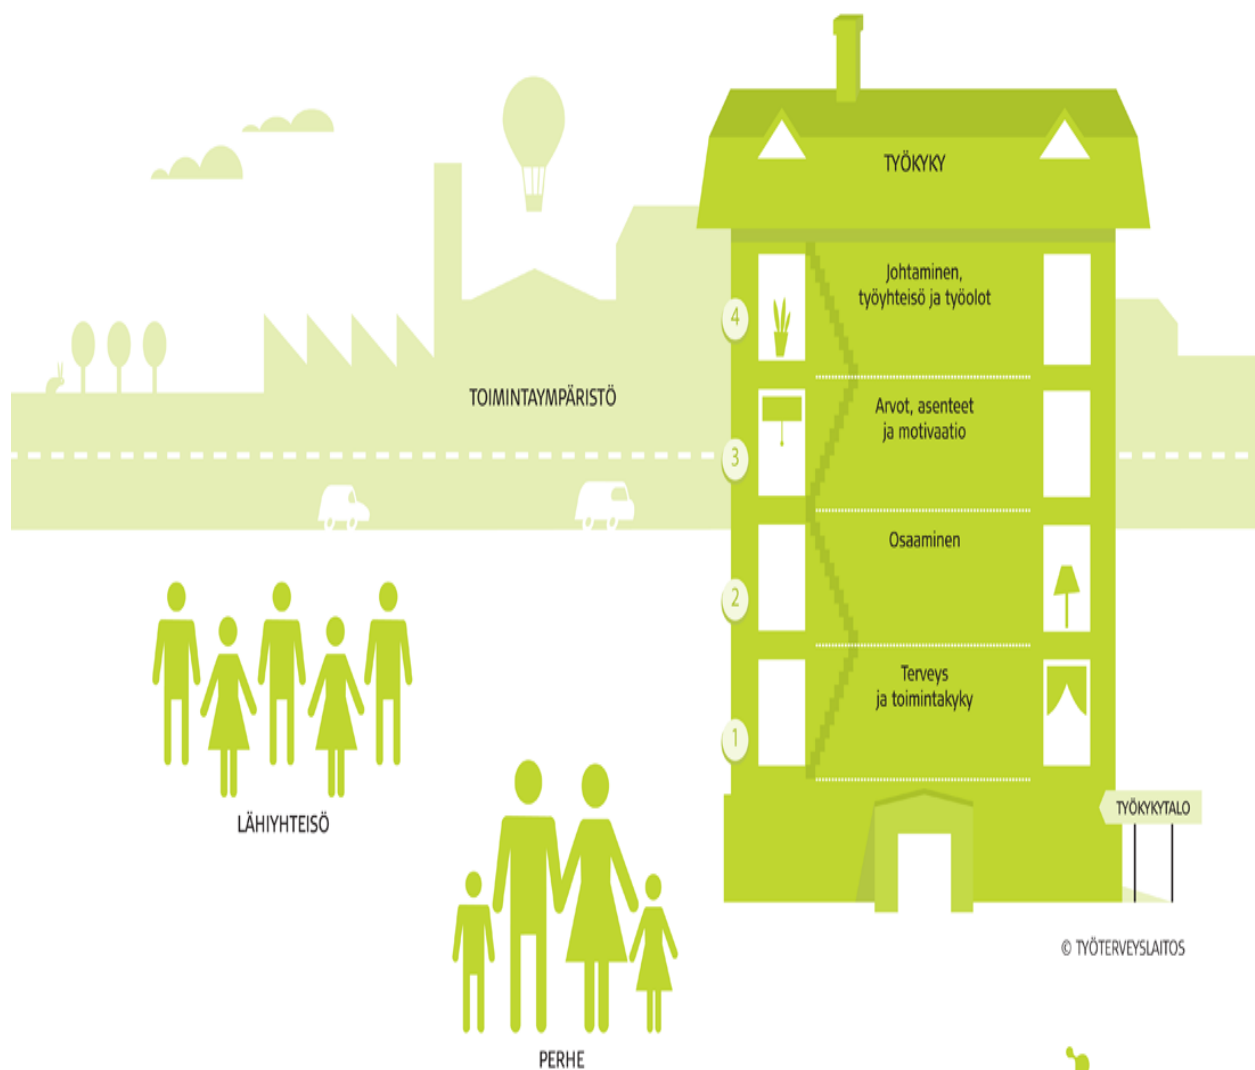 TYÖKYKY
Johtaminen,
työyhteisö ja työolot
4
Arvot, asenteet
ja motivaatio
3
Osaaminen
2
Terveys
ja toimintakyky
1
TOIMINTAYMPÄRISTÖ
LÄHIYHTEISÖ
PERHE
TYÖKYKYTALO
© TYÖTERVEYSLAITOS